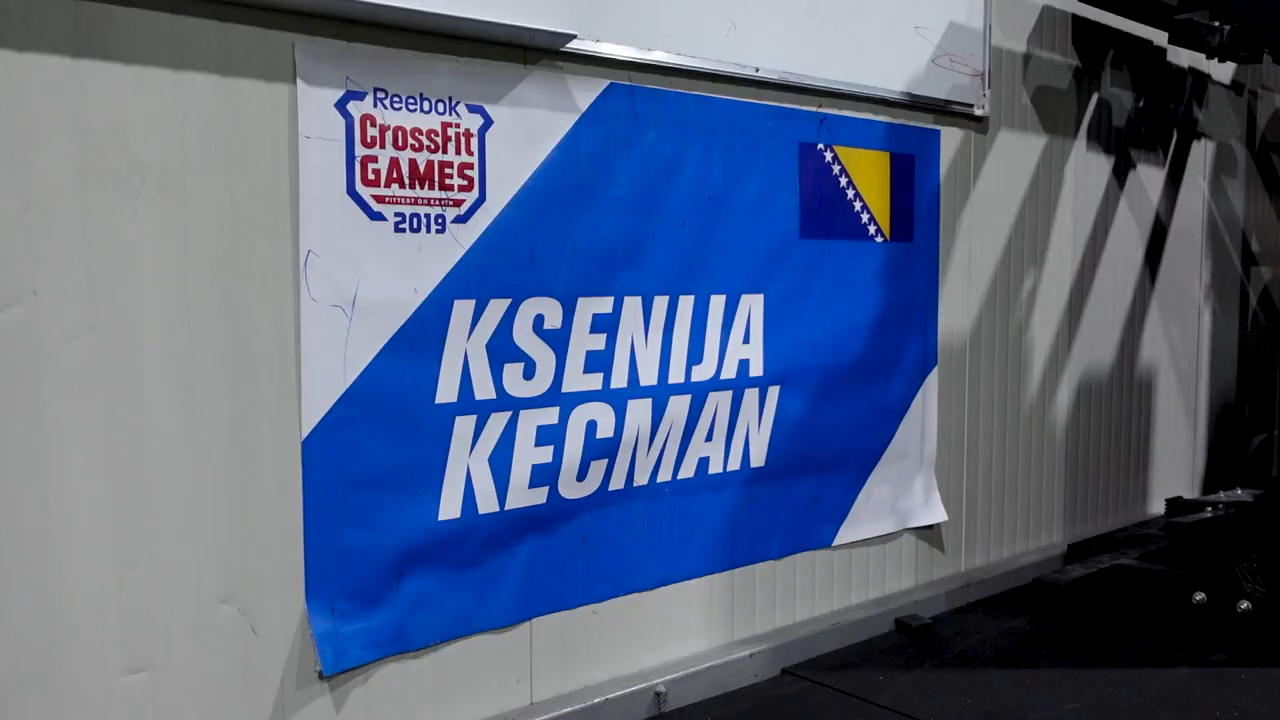 Reebok
CrossFit
GAMES
FITTEST ON EARTH
2019
KSENIJA
KECMAN